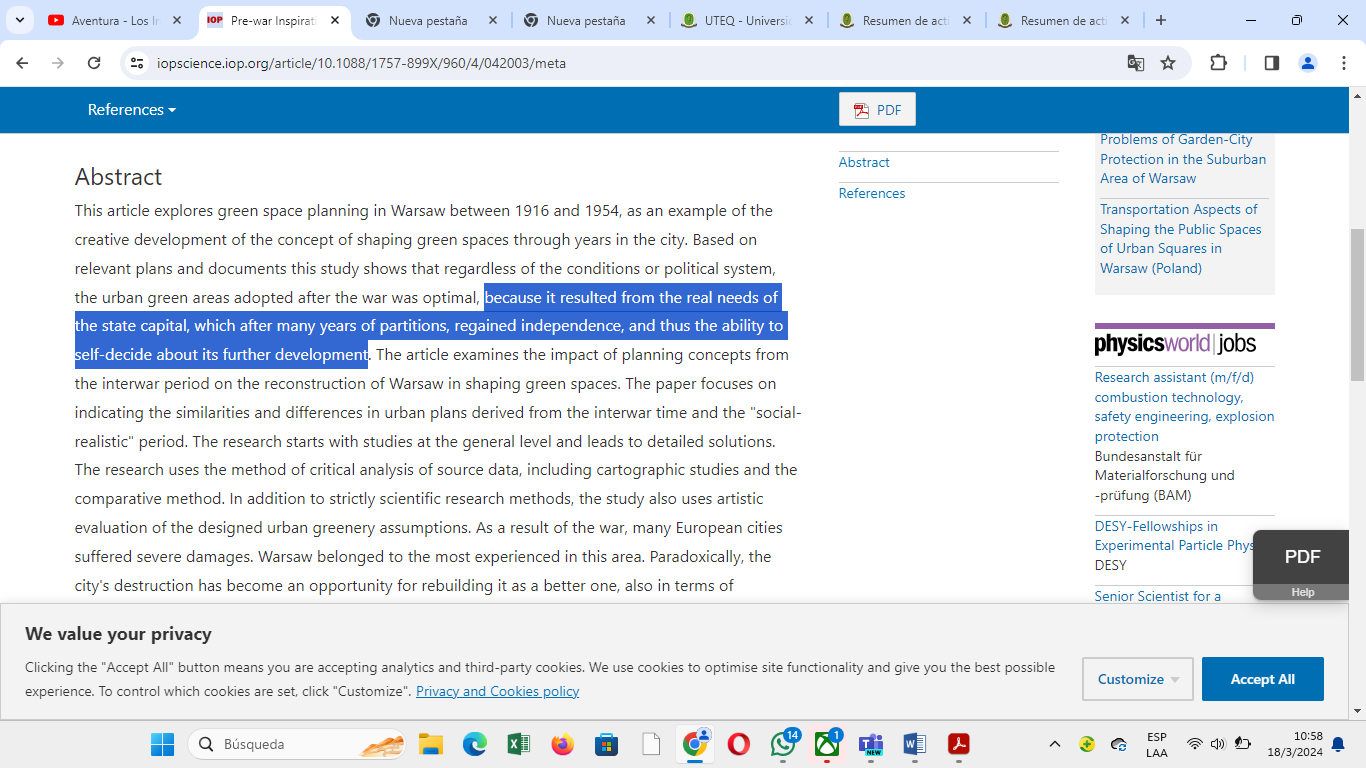 Aventura - Los I
Pre-war Inspirati
Nueva pestaña
Nueva pestaña
UTEQ - Universi
Resumen de acti
Resumen de acti
iopscience.iop.org/article/10.1088/1757-899X/960/4/042003/meta
References
PDF
Abstract
This article explores green space planning in Warsaw between 1916 and 1954, as an example of the
creative development of the concept of shaping green spaces through years in the city. Based on
relevant plans and documents this study shows that regardless of the conditions or political system,
the urban green areas adopted after the war was optimal, because it resulted from the real needs of
the state capital, which after many years of partitions, regained independence, and thus the ability to
self-decide about its further development. The article examines the impact of planning concepts from
the interwar period on the reconstruction of Warsaw in shaping green spaces. The paper focuses on
indicating the similarities and differences in urban plans derived from the interwar time and the "social-
realistic" period. The research starts with studies at the general level and leads to detailed solutions.
The research uses the method of critical analysis of source data, including cartographic studies and the
comparative method. In addition to strictly scientific research methods, the study also uses artistic
evaluation of the designed urban greenery assumptions. As a result of the war, many European cities
suffered severe damages. Warsaw belonged to the most experienced in this area. Paradoxically, the
city's destruction has become an opportunity for rebuilding it as a better one, also in terms of
Abstract
References
Problems of Garden-City
Protection in the Suburban
Area of Warsaw
Transportation Aspects of
Shaping the Public Spaces
of Urban Squares in
Warsaw (Poland)
physicsworld jobs
Research assistant (m/f/d)
combustion technology,
safety engineering, explosion
protection
Bundesanstalt für
Materialforschung und
-prüfung (BAM)
DESY-Fellowships in
Experimental Particle Phys
DESY
Senior Scientist for a
PDF
Help
We value your privacy
Clicking the "Accept All" button means you are accepting analytics and third-party cookies. We use cookies to optimise site functionality and give you the best possible
experience. To control which cookies are set, click "Customize". Privacy and Cookies policy
Customize
Accept All
Búsqueda
14
1
NEW
ESP
LAA
10:58
18/3/2024